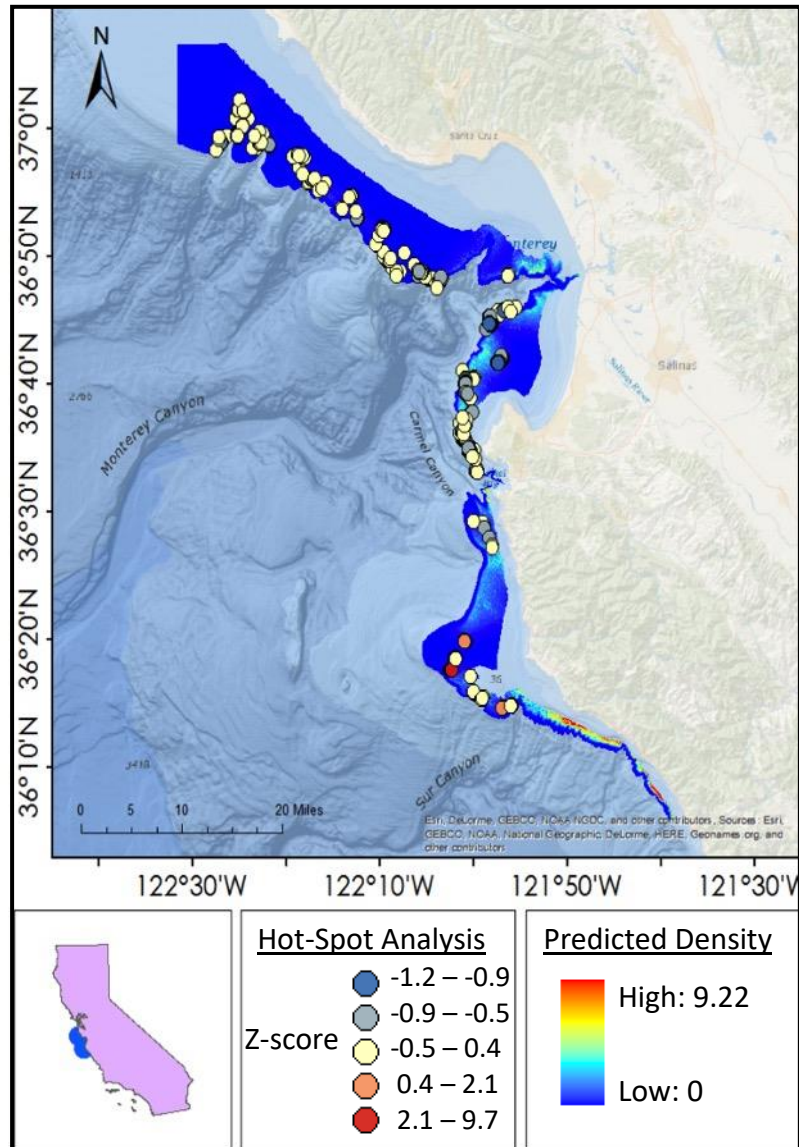 N
37°0'N
36°50'N
36°40'N
36°30'N
36°20'N
36°10'N
Santa Cruz
Salinas
Salinas River
Monterey Canyon
Carmel Canyon
36
Sur Canyon
0 5 10 20 Miles
Esri, DeLorme, GEBCO, NOAA NGDC, and other contributors, Sources: Esri,
GEBCO, NOAA, National Geographic, DeLorme, HERE, Geonames.org, and
other contributors
122°30'W 122°10'W 121°50'W 121°30'W
Hot-Spot Analysis
Z-score
-1.2 – -0.9
-0.9 – -0.5
-0.5 – 0.4
0.4 – 2.1
2.1 – 9.7
Predicted Density
High: 9.22
Low: 0